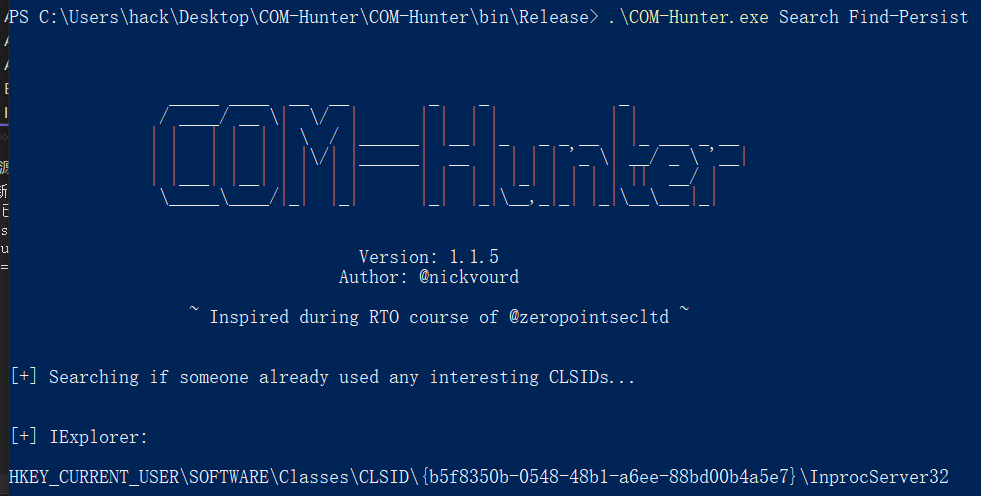 PS C:\Users\hack\Desktop\COM-Hunter\COM-Hunter\bin\Release> .\COM-Hunter.exe Search Find-Persist
COM-Hunter
Version: 1.1.5
Author: @nickvourd
~ Inspired during RTO course of @zeropointsecltd ~
[+] Searching if someone already used any interesting CLSIDs...
[+] IExplorer:
HKEY_CURRENT_USER\SOFTWARE\Classes\CLSID\{b5f8350b-0548-48b1-a6ee-88bd00b4a5e7}\InprocServer32